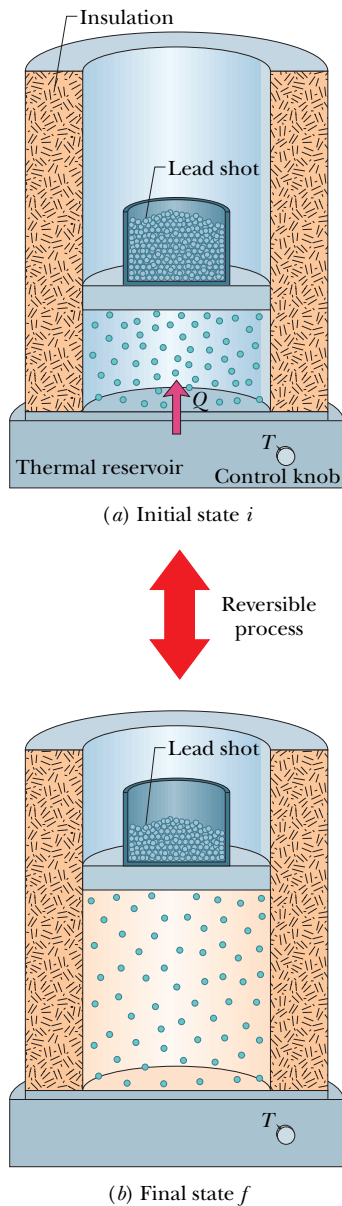 Insulation
Lead shot
Q
T
Thermal reservoir
Control knob
(a) Initial state i
Reversible
process
Lead shot
T
(b) Final state f